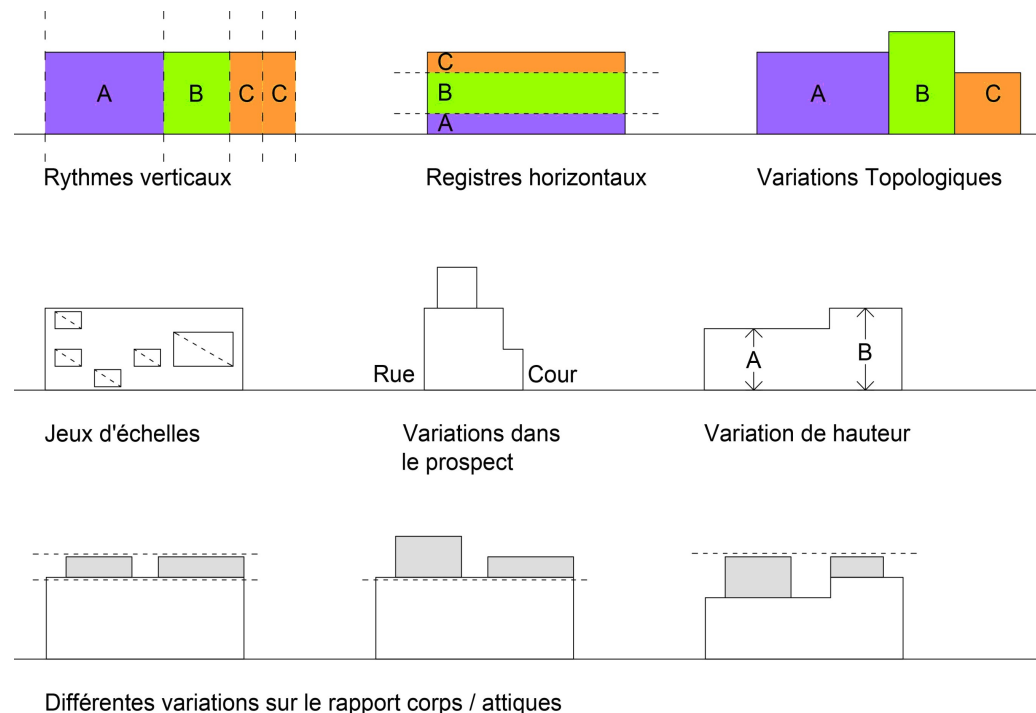 A B C C
C
B
A
A B C
Rythmes verticaux
Registres horizontaux
Variations Topologiques
Rue
Cour
A
B
Jeux d'échelles
Variations dans
le prospect
Variation de hauteur
Différentes variations sur le rapport corps / attiques